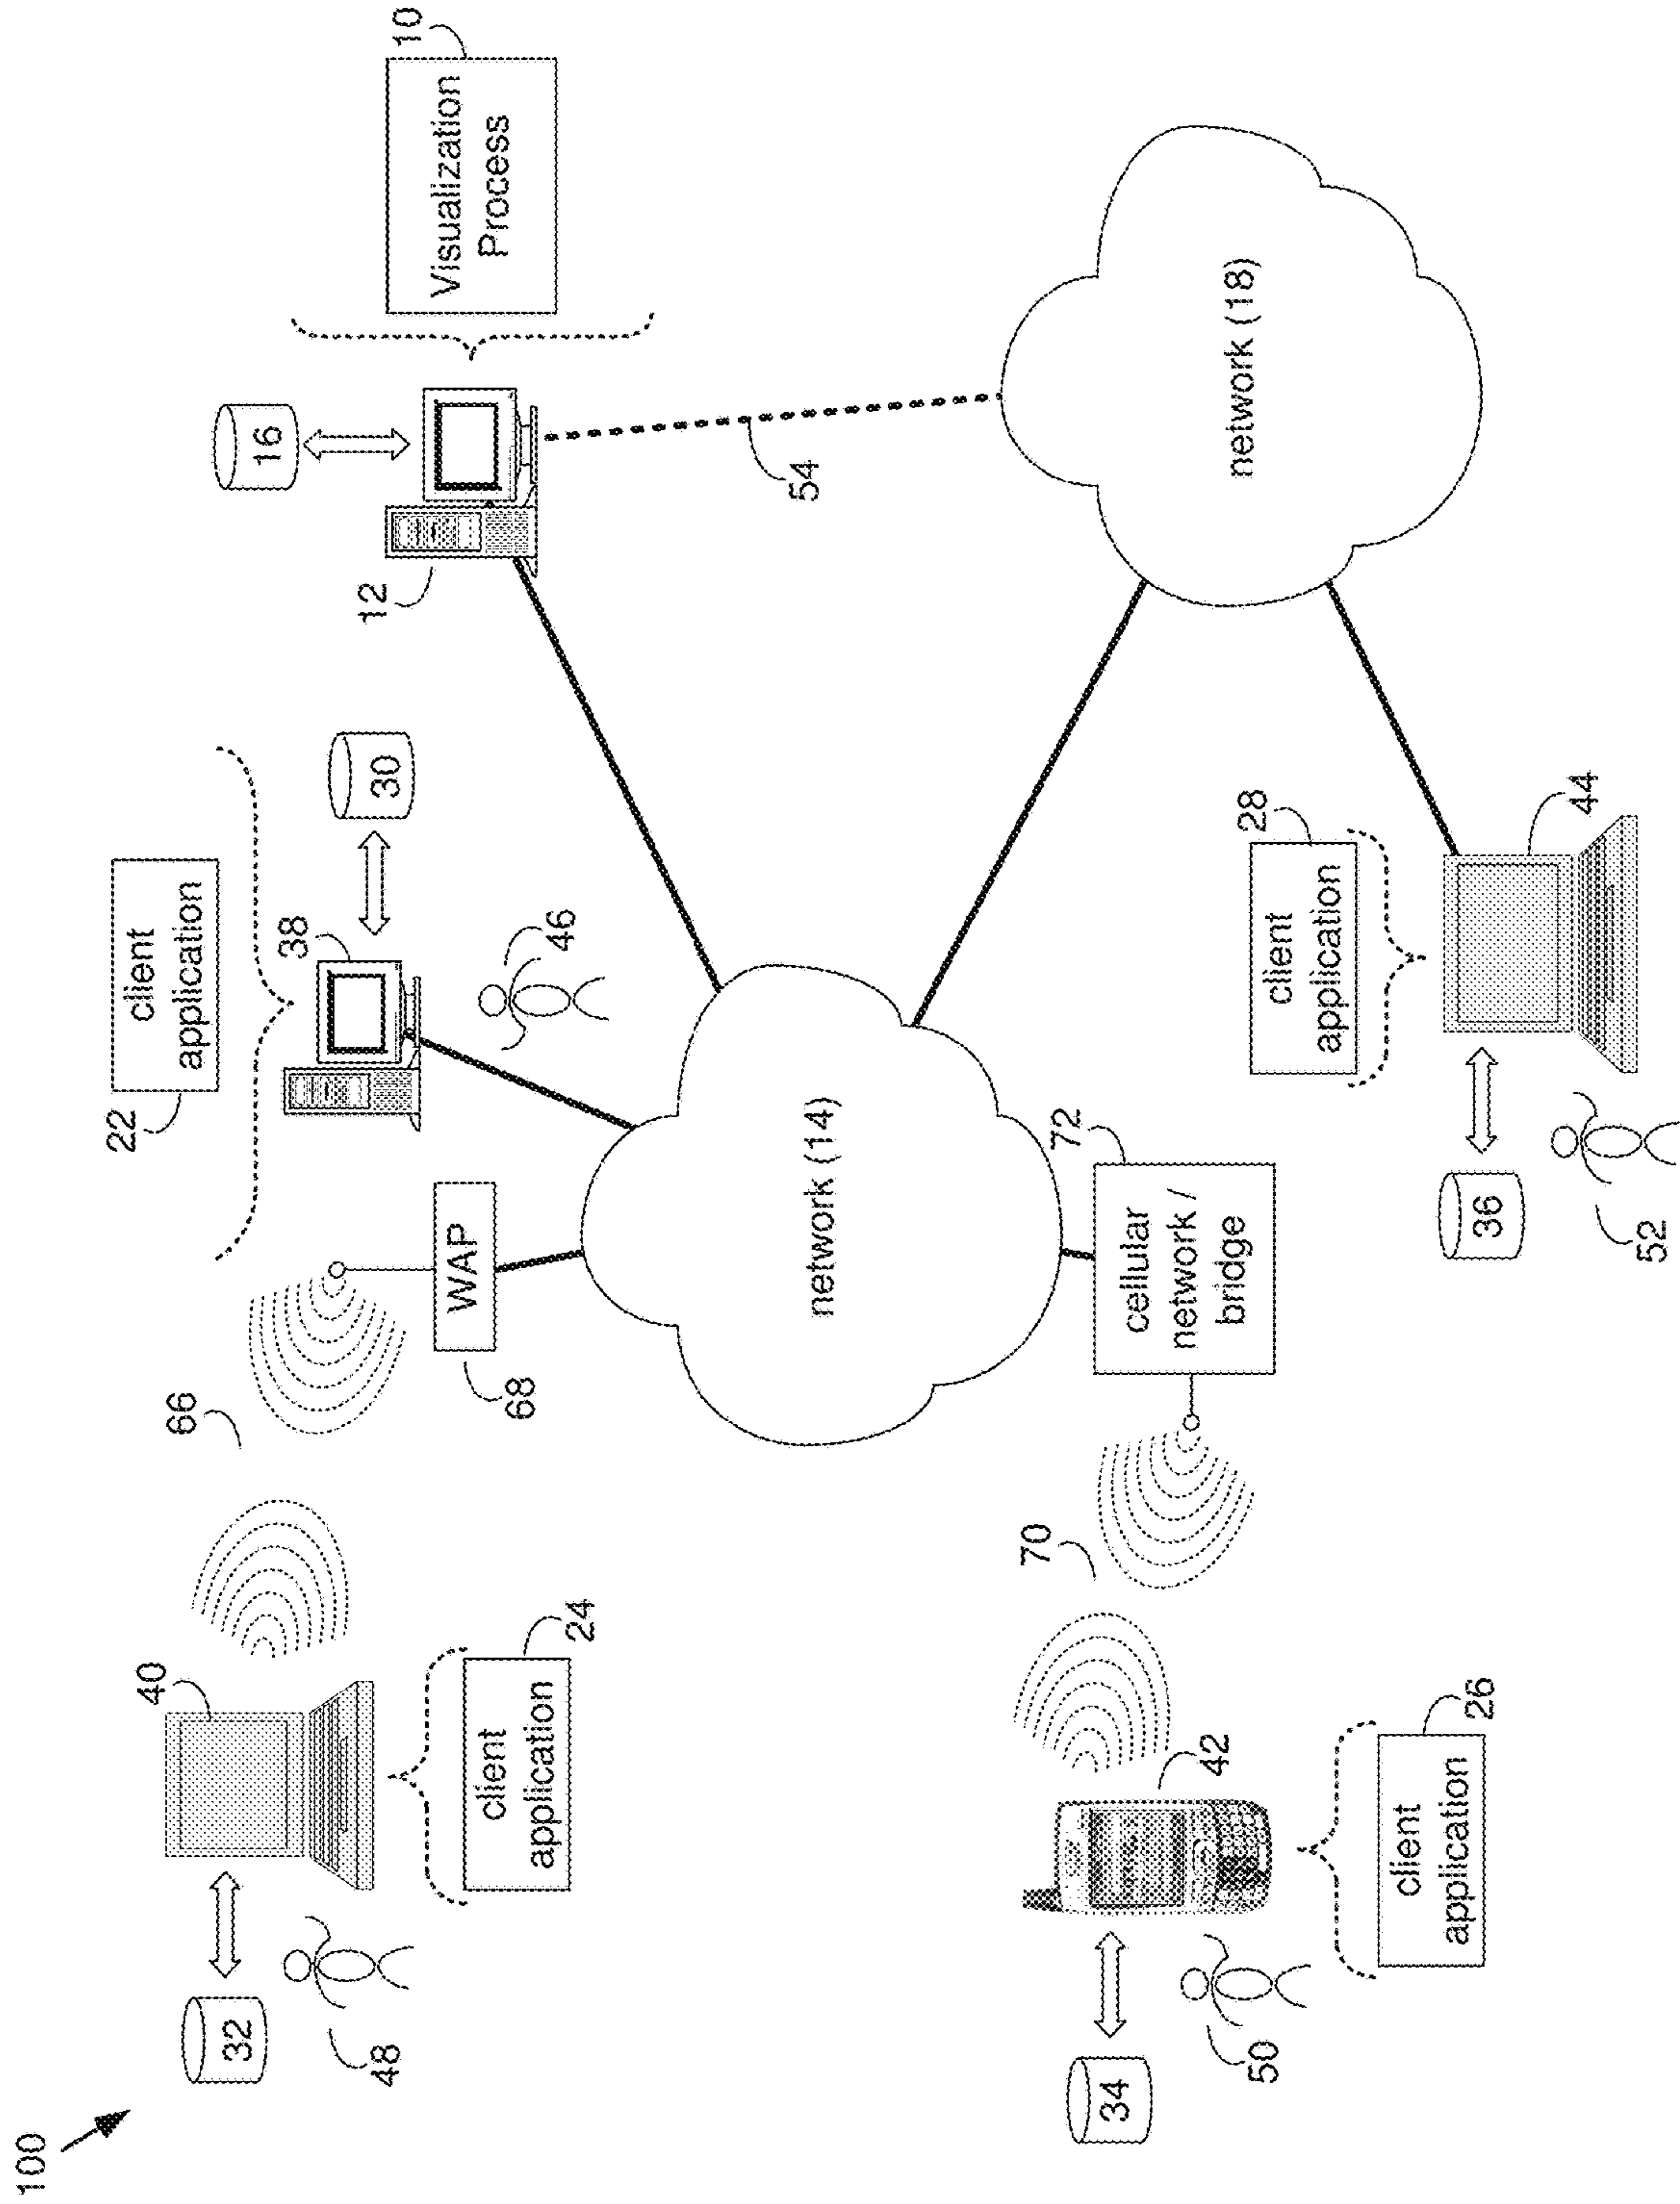 100
32
48
40
24
client
application
66
68
WAP
22
client
application
38
30
46
12
16
10
Visualization
Process
54
network (14)
network (18)
34
50
42
26
client
application
70
72
cellular
network /
bridge
36
52
28
client
application
44